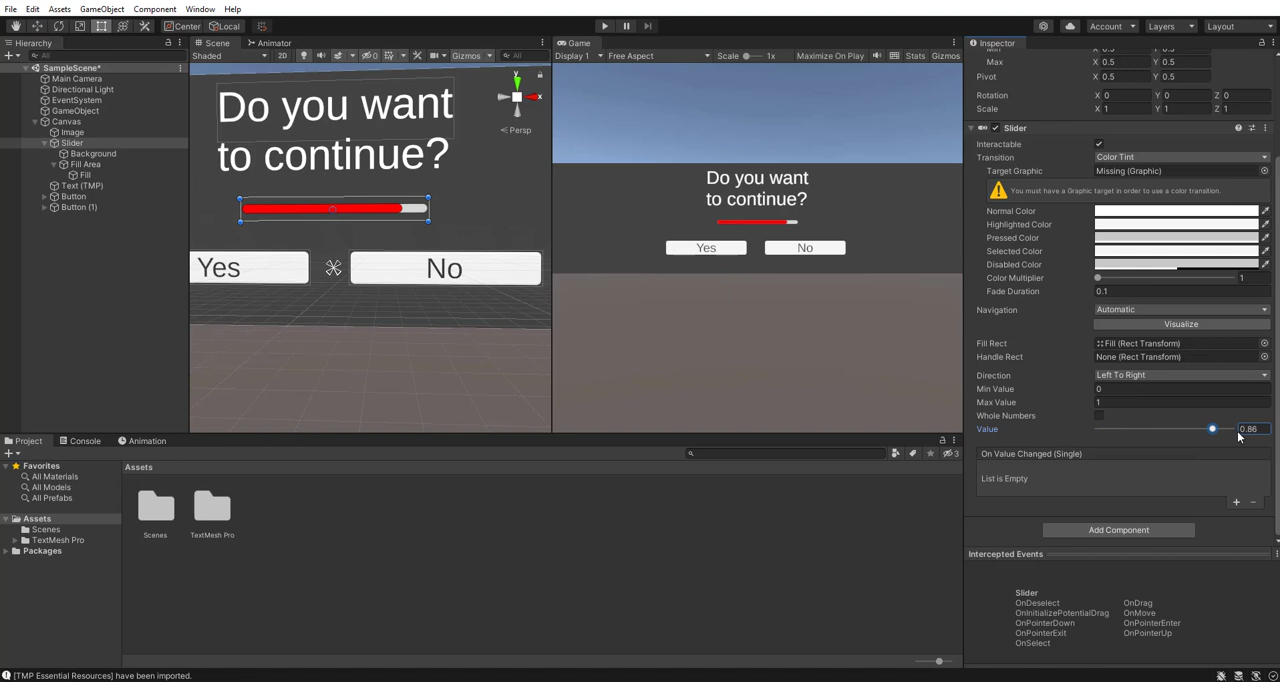 File Edit Assets GameObject Component Window Help
Center Local Account Layers Layout
Hierarchy
All
SampleScene*
Main Camera
Directional Light
EventSystem
GameObject
Canvas
Image
Slider
Background
Fill Area
Fill
Text (TMP)
Button
Button (1)
Scene Animator
Shaded 2D 0 Gizmos All
Do you want
to continue?
y
x
Persp
Yes No
Game
Display 1 Free Aspect Scale 1x Maximize On Play Stats Gizmos
Do you want
to continue?
Yes No
Inspector
Min X 0.5 Y 0.5
Max X 0.5 Y 0.5
Pivot X 0.5 Y 0.5
Rotation X 0 Y 0 Z 0
Scale X 1 Y 1 Z 1
Slider
Interactable
Transition Color Tint
Target Graphic Missing (Graphic)
You must have a Graphic target in order to use a color transition.
Normal Color
Highlighted Color
Pressed Color
Selected Color
Disabled Color
Color Multiplier 1
Fade Duration 0.1
Navigation Automatic
Visualize
Fill Rect Fill (Rect Transform)
Handle Rect None (Rect Transform)
Direction Left To Right
Min Value 0
Max Value 1
Whole Numbers
Value 0.86
On Value Changed (Single)
List is Empty
+ −
Add Component
Intercepted Events
Slider
OnDeselect OnDrag
OnInitializePotentialDrag OnMove
OnPointerDown OnPointerEnter
OnPointerExit OnPointerUp
OnSelect
Project Console Animation
3
Favorites
All Materials
All Models
All Prefabs
Assets
Scenes
TextMesh Pro
Packages
Assets
Scenes TextMesh Pro
[TMP Essential Resources] have been imported.